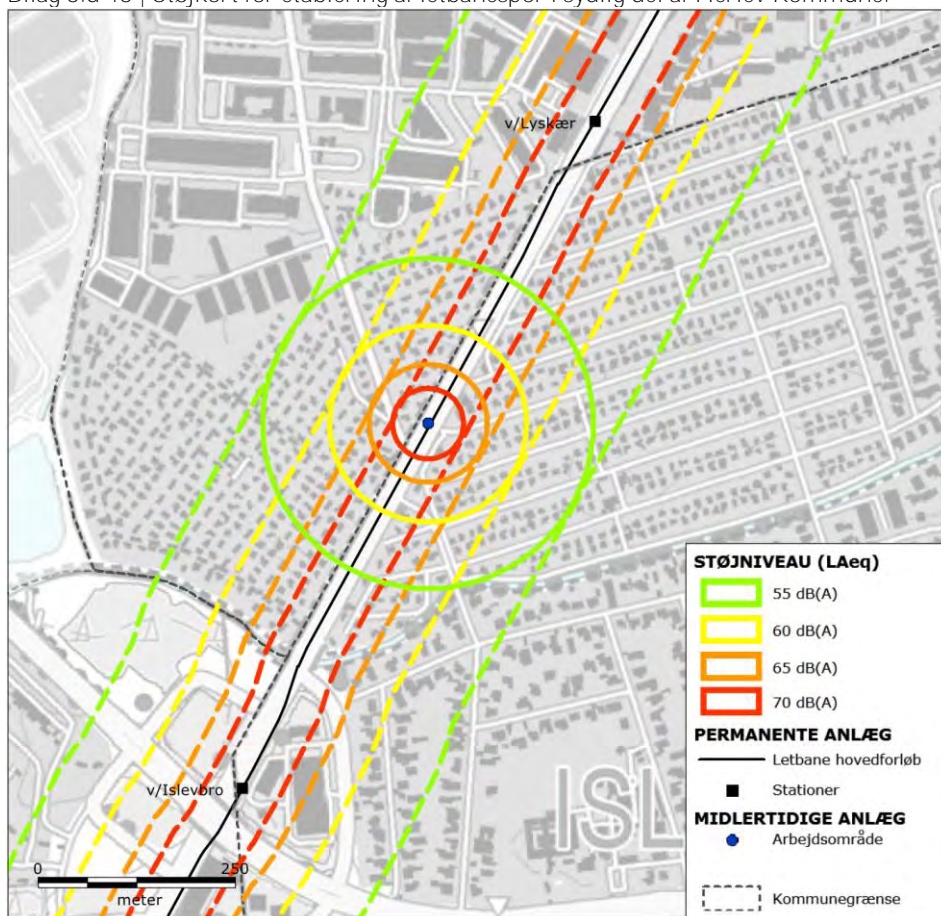 v/Lyskær
v/Islevbro
ISL
0
250
meter
STØJNIVEAU (LAeq)
55 dB(A)
60 dB(A)
65 dB(A)
70 dB(A)
PERMANENTE ANLÆG
Letbane hovedforløb
Stationer
MIDLERTIDIGE ANLÆG
Arbejdsområde
Kommunegrænse